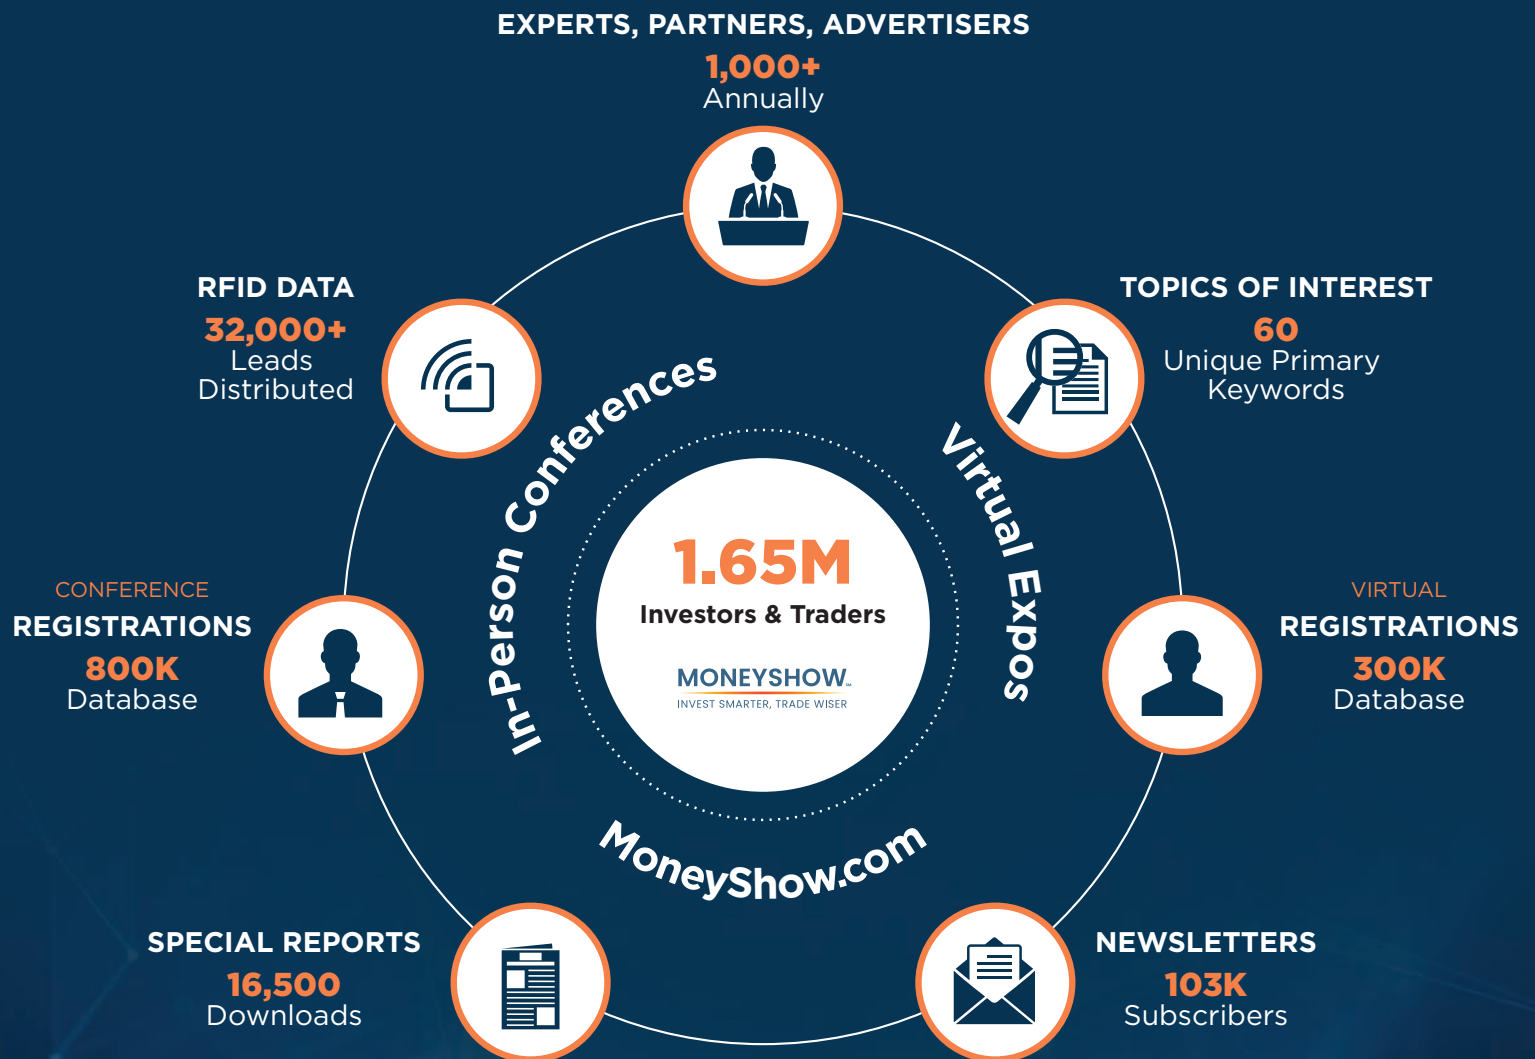 EXPERTS, PARTNERS, ADVERTISERS
1,000+
Annually
RFID DATA
32,000+
Leads
Distributed
TOPICS OF INTEREST
60
Unique Primary
Keywords
In-Person Conferences
Virtual Expos
1.65M
Investors & Traders
MONEYSHOW
INVEST SMARTER, TRADE WISER
CONFERENCE
REGISTRATIONS
800K
Database
VIRTUAL
REGISTRATIONS
300K
Database
MoneyShow.com
SPECIAL REPORTS
16,500
Downloads
NEWSLETTERS
103K
Subscribers